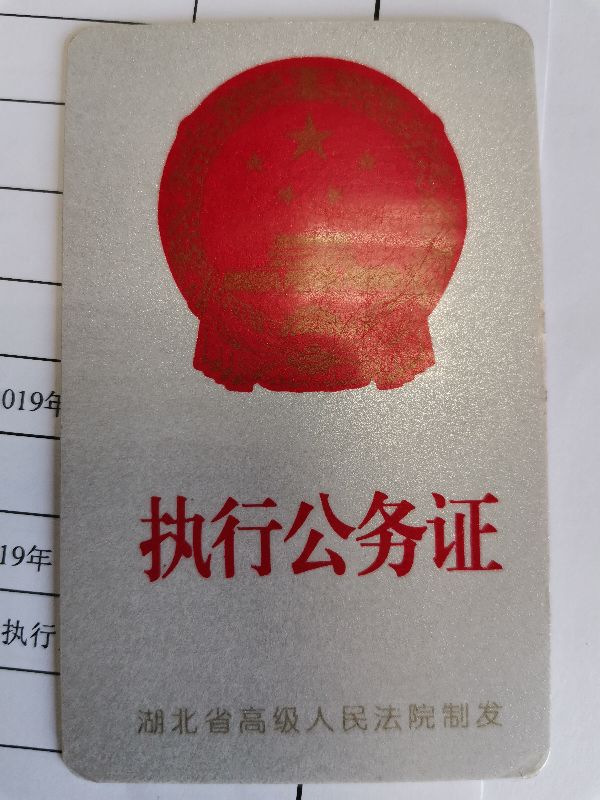 019年
执行公务证
19年
执行
湖北省高级人民法院制发